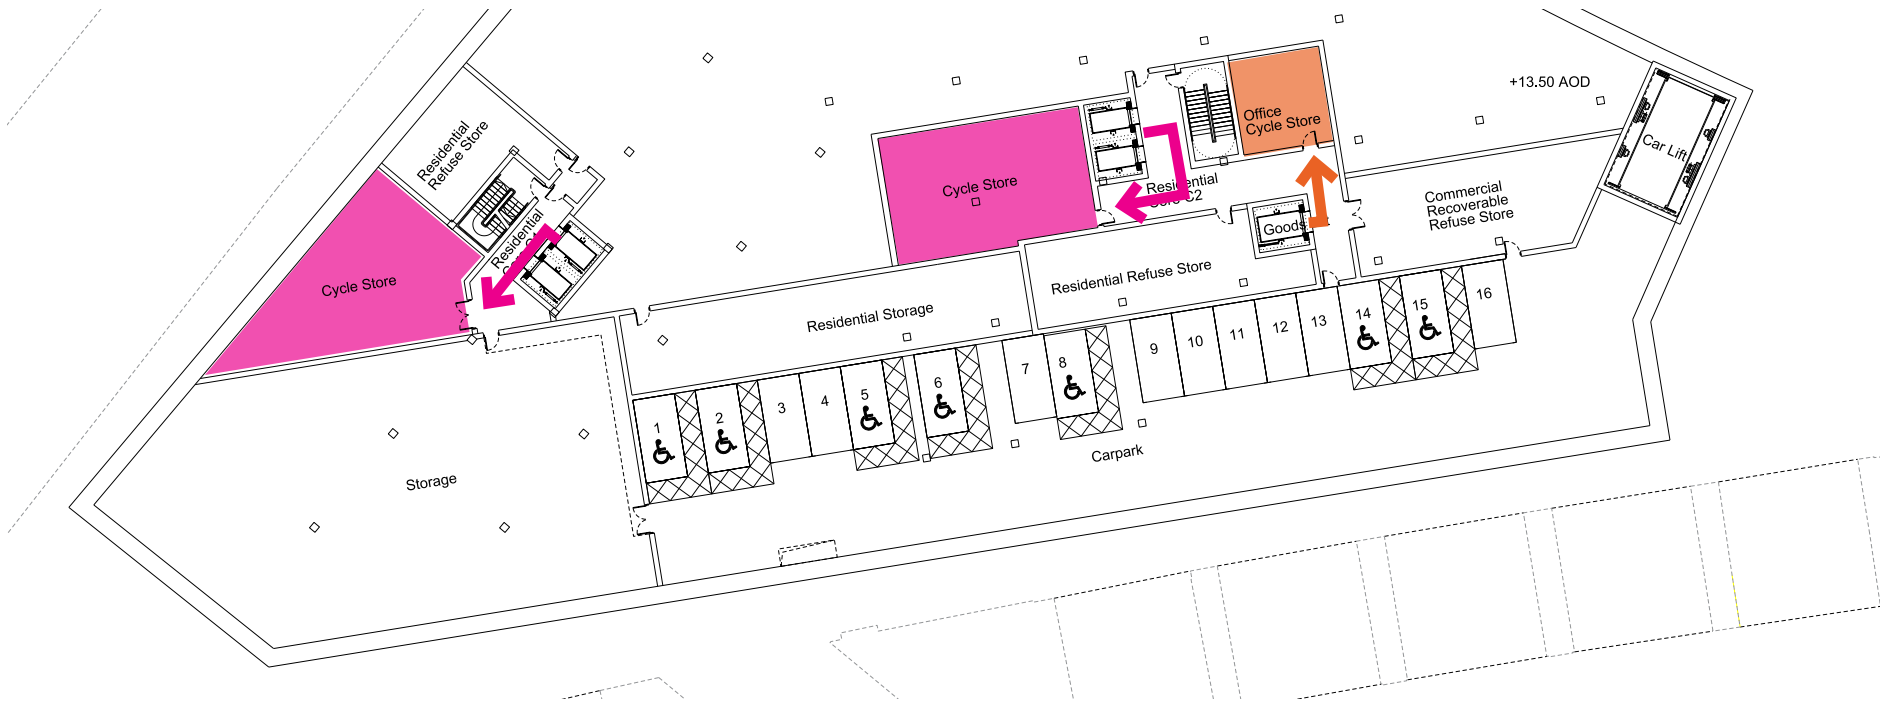 +13.50 AOD
Car Lift
Office
Cycle Store
Residential
Refuse Store
Cycle Store
Residential
C2
Commercial
Recoverable
Refuse Store
Goods
Residential
Cycle Store
Residential Refuse Store
Residential Storage
1
2
3
4
5
6
7
8
9
10
11
12
13
14
15
16
Carpark
Storage